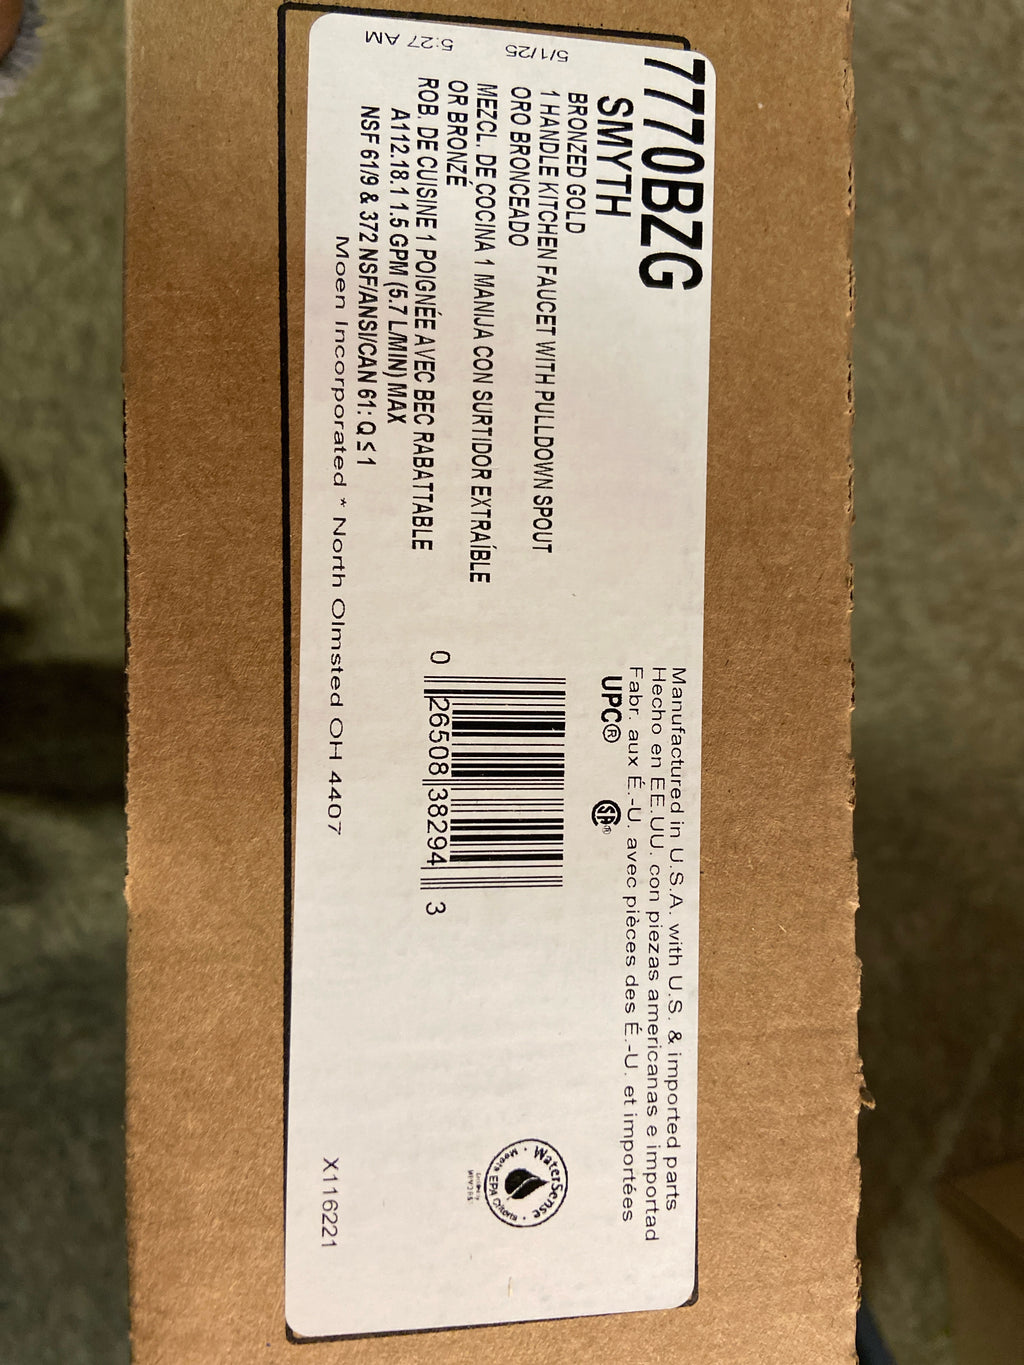 7770BZG
SMYTH
BRONZED GOLD
1 HANDLE KITCHEN FAUCET WITH PULLDOWN SPOUT
ORO BRONCEADO
MEZCL. DE COCINA 1 MANIJA CON SURTIDOR EXTRAÍBLE
OR BRONZÉ
ROB. DE CUISINE 1 POIGNÉE AVEC BEC RABATTABLE
A112.18.1 1.5 GPM (5.7 L/MIN) MAX
NSF 61/9 & 372 NSF/ANSI/CAN 61: Q ≤ 1
Moen Incorporated * North Olmsted OH 4407
5/1/25
5:27 AM
Manufactured in U.S.A. with U.S. & imported parts
Hecho en EE.UU. con piezas americanas e importad
Fabr. aux É.-U. avec pièces des É.-U. et importées
UPC® SA®
0 26508 38294 3
WaterSense
Meets EPA Criteria
X116221